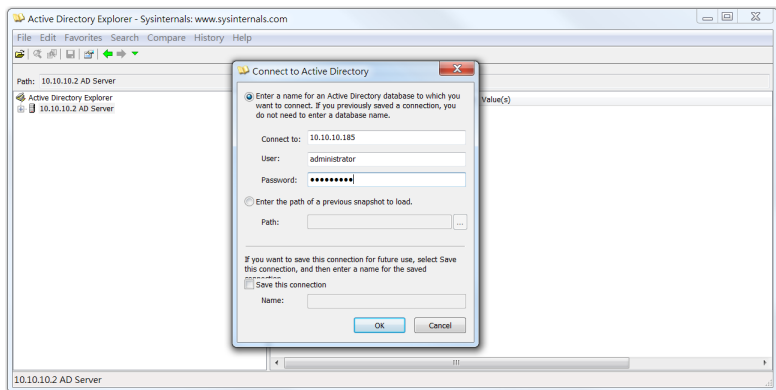 Active Directory Explorer - Sysinternals: www.sysinternals.com
File Edit Favorites Search Compare History Help
Path: 10.10.10.2 AD Server
Active Directory Explorer
10.10.10.2 AD Server
Value(s)
Connect to Active Directory
Enter a name for an Active Directory database to which you
want to connect. If you previously saved a connection, you
do not need to enter a database name.
Connect to: 10.10.10.185
User: administrator
Password: •••••••••
Enter the path of a previous snapshot to load.
Path: ...
If you want to save this connection for future use, select Save
this connection, and then enter a name for the saved
Save this connection
Name:
OK Cancel
10.10.10.2 AD Server